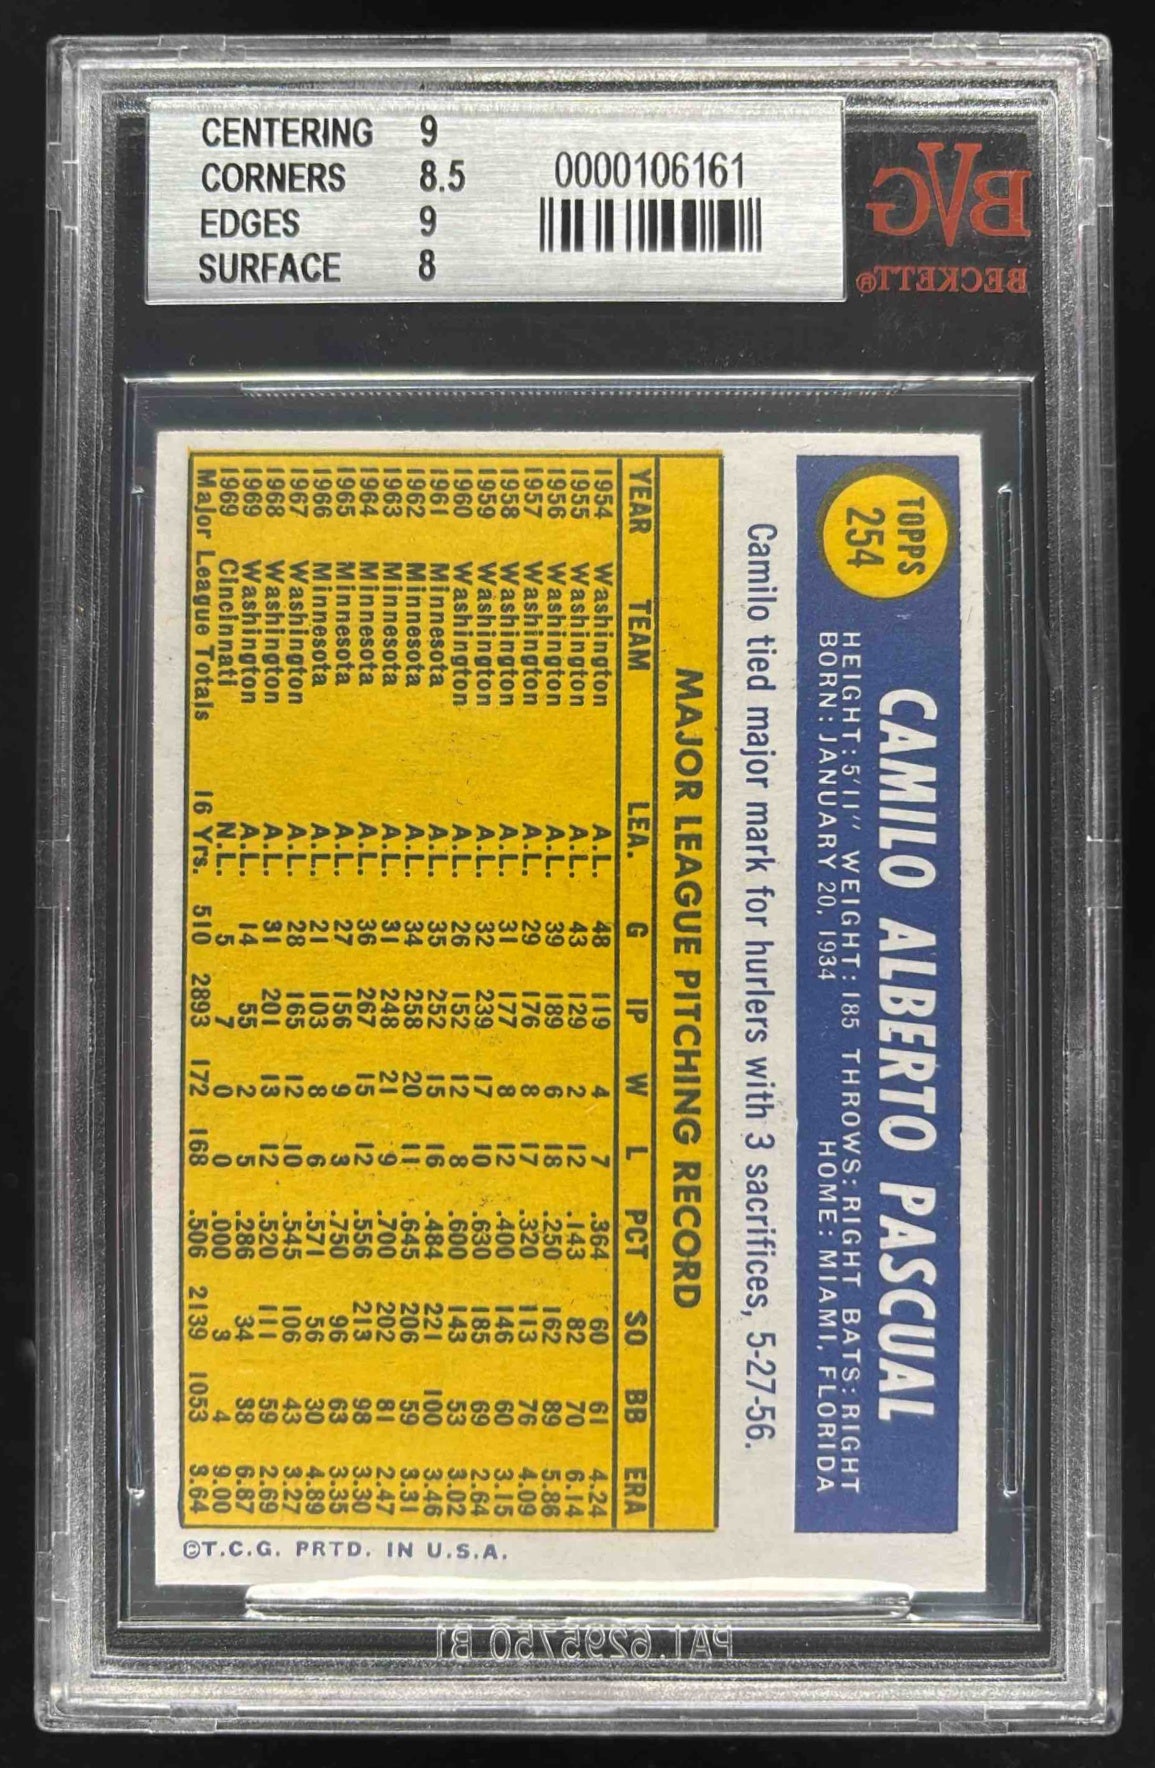 CENTERING 9
CORNERS 8.5
EDGES 9
SURFACE 8
0000106161
BVG
BECKETT®
TOPPS
254
CAMILO ALBERTO PASCUAL
HEIGHT: 5'11" WEIGHT: 185 THROWS: RIGHT BATS: RIGHT
BORN: JANUARY 20, 1934 HOME: MIAMI, FLORIDA
Camilo tied major mark for hurlers with 3 sacrifices, 5-27-56.
MAJOR LEAGUE PITCHING RECORD
YEAR TEAM LEA. G IP W L PCT SO BB ERA
1954 Washington A.L. 48 119 4 7 .364 60 61 4.24
1955 Washington A.L. 43 129 2 12 .143 82 70 6.14
1956 Washington A.L. 39 189 6 18 .250 162 89 5.86
1957 Washington A.L. 29 176 8 17 .320 113 76 4.09
1958 Washington A.L. 31 177 8 12 .400 146 60 3.15
1959 Washington A.L. 32 239 17 10 .630 185 69 2.64
1960 Washington A.L. 26 152 12 8 .600 143 53 3.02
1961 Minnesota A.L. 35 252 15 16 .484 221 100 3.46
1962 Minnesota A.L. 34 258 20 11 .645 206 59 3.31
1963 Minnesota A.L. 31 248 21 9 .700 202 81 2.47
1964 Minnesota A.L. 36 267 15 12 .556 213 98 3.30
1965 Minnesota A.L. 27 156 9 3 .750 96 63 3.35
1966 Minnesota A.L. 21 103 8 6 .571 56 30 4.89
1967 Washington A.L. 28 165 12 10 .545 106 43 3.27
1968 Washington A.L. 31 201 13 12 .520 111 59 2.69
1969 Washington A.L. 14 55 2 5 .286 34 38 6.87
1969 Cincinnati N.L. 5 7 0 0 .000 3 4 9.00
Major League Totals 16 Yrs. 510 2893 172 168 .506 2139 1053 3.64
©T.C.G. PRTD. IN U.S.A.
PAT. 6295750 B1